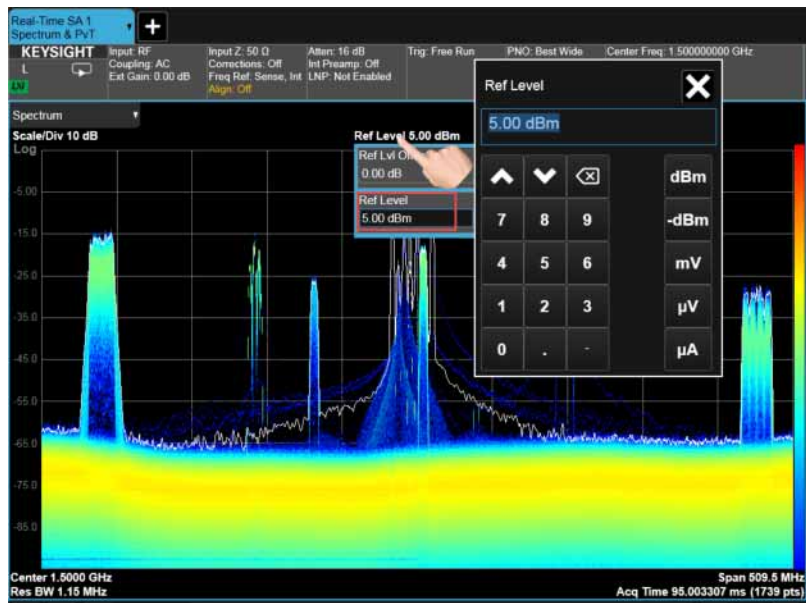 Real-Time SA 1
Spectrum & PvT
KEYSIGHT
L
Input: RF
Coupling: AC
Ext Gain: 0.00 dB
Input Z: 50 Ω
Corrections: Off
Freq Ref: Sense, Int
Align: Off
Atten: 16 dB
Int Preamp: Off
LNP: Not Enabled
Trig: Free Run
PNO: Best Wide
Center Freq: 1.500000000 GHz
Spectrum
Scale/Div 10 dB
Ref Level 5.00 dBm
Log
Ref Lvl
0.00 dB
Ref Level
5.00 dBm
-5.00
-15.0
-25.0
-35.0
-45.0
-55.0
-65.0
-75.0
-85.0
Ref Level
5.00 dBm
dBm
7 8 9 -dBm
4 5 6 mV
1 2 3 µV
0 . - µA
Center 1.5000 GHz
Res BW 1.15 MHz
Span 509.5 MHz
Acq Time 95.003307 ms (1739 pts)